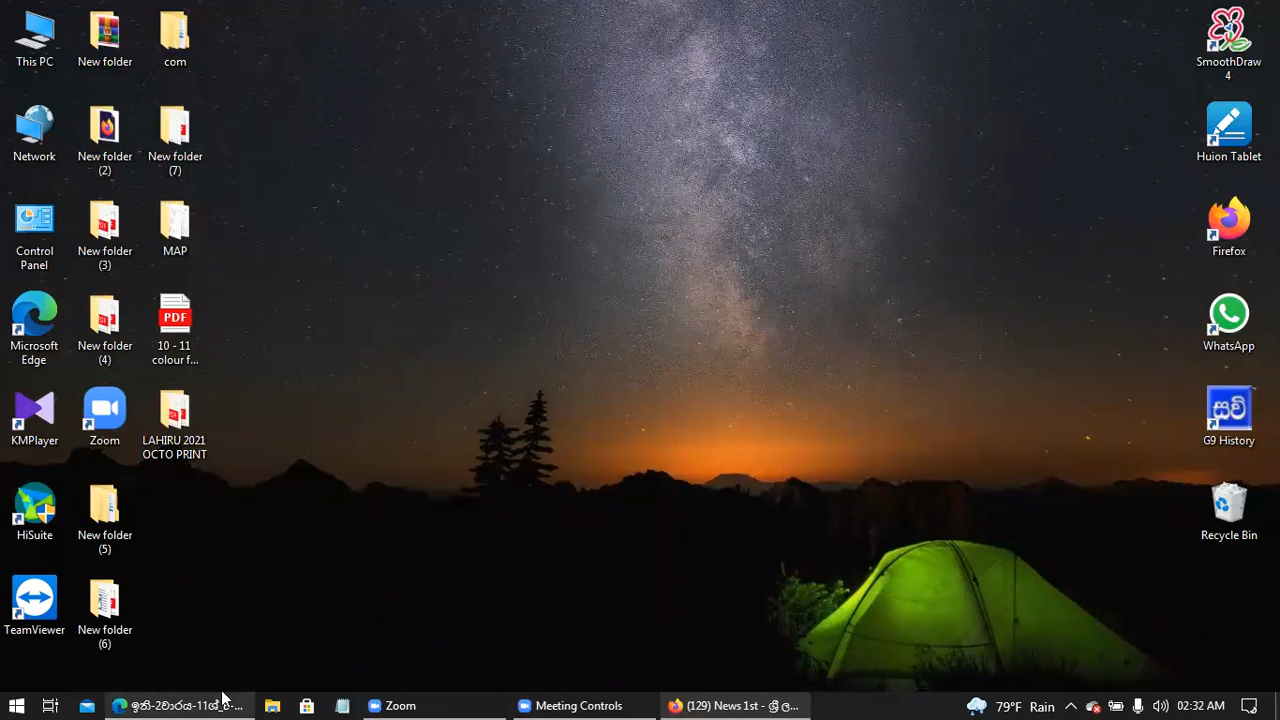 This PC
New folder
com
SmoothDraw
4
Network
New folder
(2)
New folder
(7)
Huion Tablet
Control
Panel
New folder
(3)
MAP
Firefox
Microsoft
Edge
New folder
(4)
PDF
10 - 11
colour f...
WhatsApp
KMPlayer
Zoom
LAHIRU 2021
OCTO PRINT
සවි
G9 History
HiSuite
New folder
(5)
Recycle Bin
TeamViewer
New folder
(6)
Zoom
Meeting Controls
(129) News 1st - ශ්‍රී ල...
79°F Rain
02:32 AM